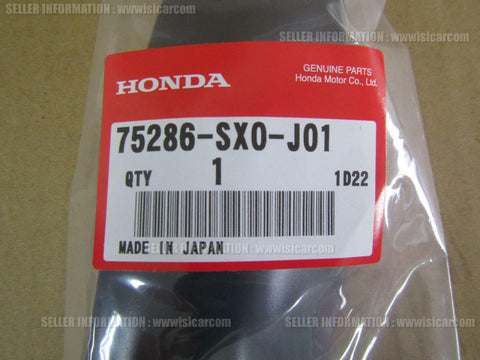 SELLER INFORMATION : www.isicar.com
SELLER INFORMATION : www.isicar.com
HONDA
GENUINE PARTS
Honda Motor Co., Ltd.
75286-SX0-J01
QTY 1 1D22
MADE IN JAPAN
SELLER INFORMATION : www.isicar.com
SELLER INFORMATION : www.isicar.com